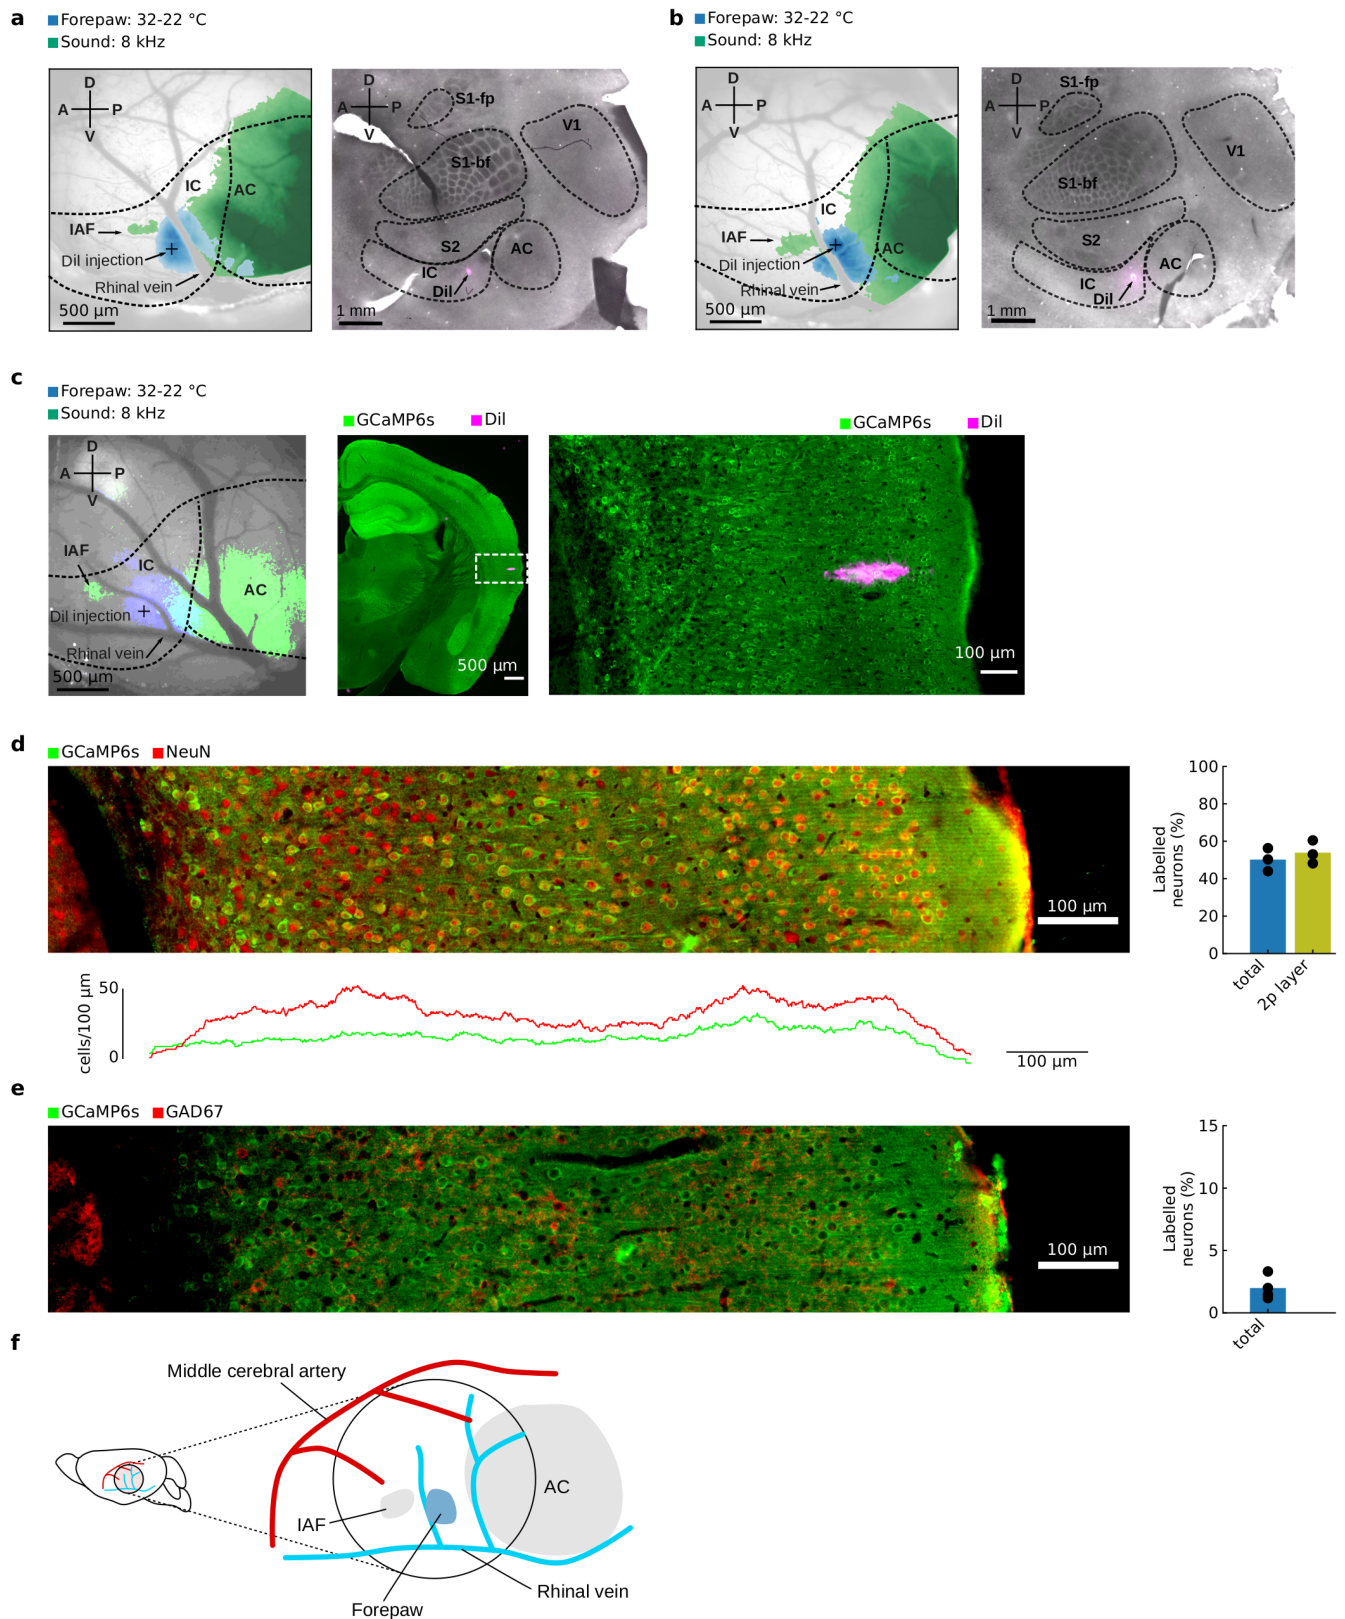 a
Forepaw: 32-22 °C
Sound: 8 kHz
D
A
P
V
IC
AC
IAF
DiI injection
Rhinal vein
500 µm
D
A
P
V
S1-fp
S1-bf
V1
S2
AC
IC
DiI
1 mm
b
Forepaw: 32-22 °C
Sound: 8 kHz
D
A
P
V
IC
IAF
AC
DiI injection
Rhinal vein
500 µm
D
A
P
V
S1-fp
S1-bf
V1
S2
AC
IC
DiI
1 mm
c
Forepaw: 32-22 °C
Sound: 8 kHz
D
A
P
V
IAF
IC
AC
DiI injection
Rhinal vein
500 µm
GCaMP6s DiI
500 µm
GCaMP6s DiI
100 µm
d
GCaMP6s NeuN
100 µm
cells/100 µm
50
0
100 µm
Labelled
neurons (%)
100
80
60
40
20
0
total
2p layer
e
GCaMP6s GAD67
100 µm
Labelled
neurons (%)
15
10
5
0
total
f
Middle cerebral artery
AC
IAF
Rhinal vein
Forepaw